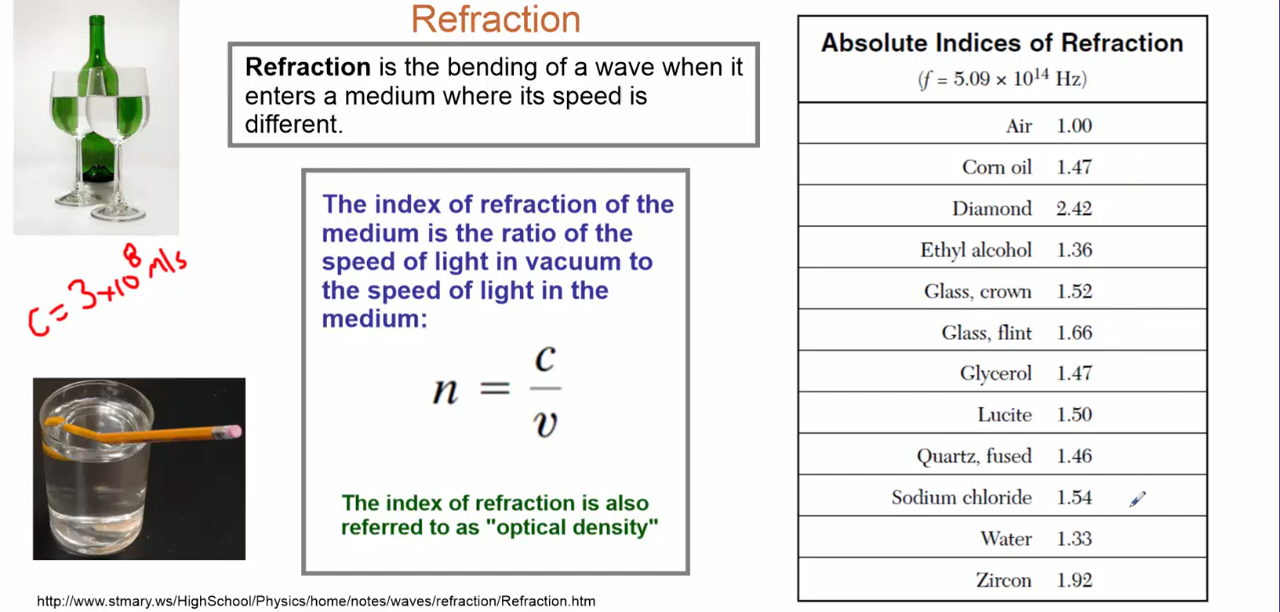 Refraction
Refraction is the bending of a wave when it
enters a medium where its speed is
different.
C = 3×10⁸ m/s
The index of refraction of the
medium is the ratio of the
speed of light in vacuum to
the speed of light in the
medium:
n = c/v
The index of refraction is also
referred to as "optical density"
http://www.stmary.ws/HighSchool/Physics/home/notes/waves/refraction/Refraction.htm
Absolute Indices of Refraction
(f = 5.09 × 10¹⁴ Hz)
Air 1.00
Corn oil 1.47
Diamond 2.42
Ethyl alcohol 1.36
Glass, crown 1.52
Glass, flint 1.66
Glycerol 1.47
Lucite 1.50
Quartz, fused 1.46
Sodium chloride 1.54
Water 1.33
Zircon 1.92